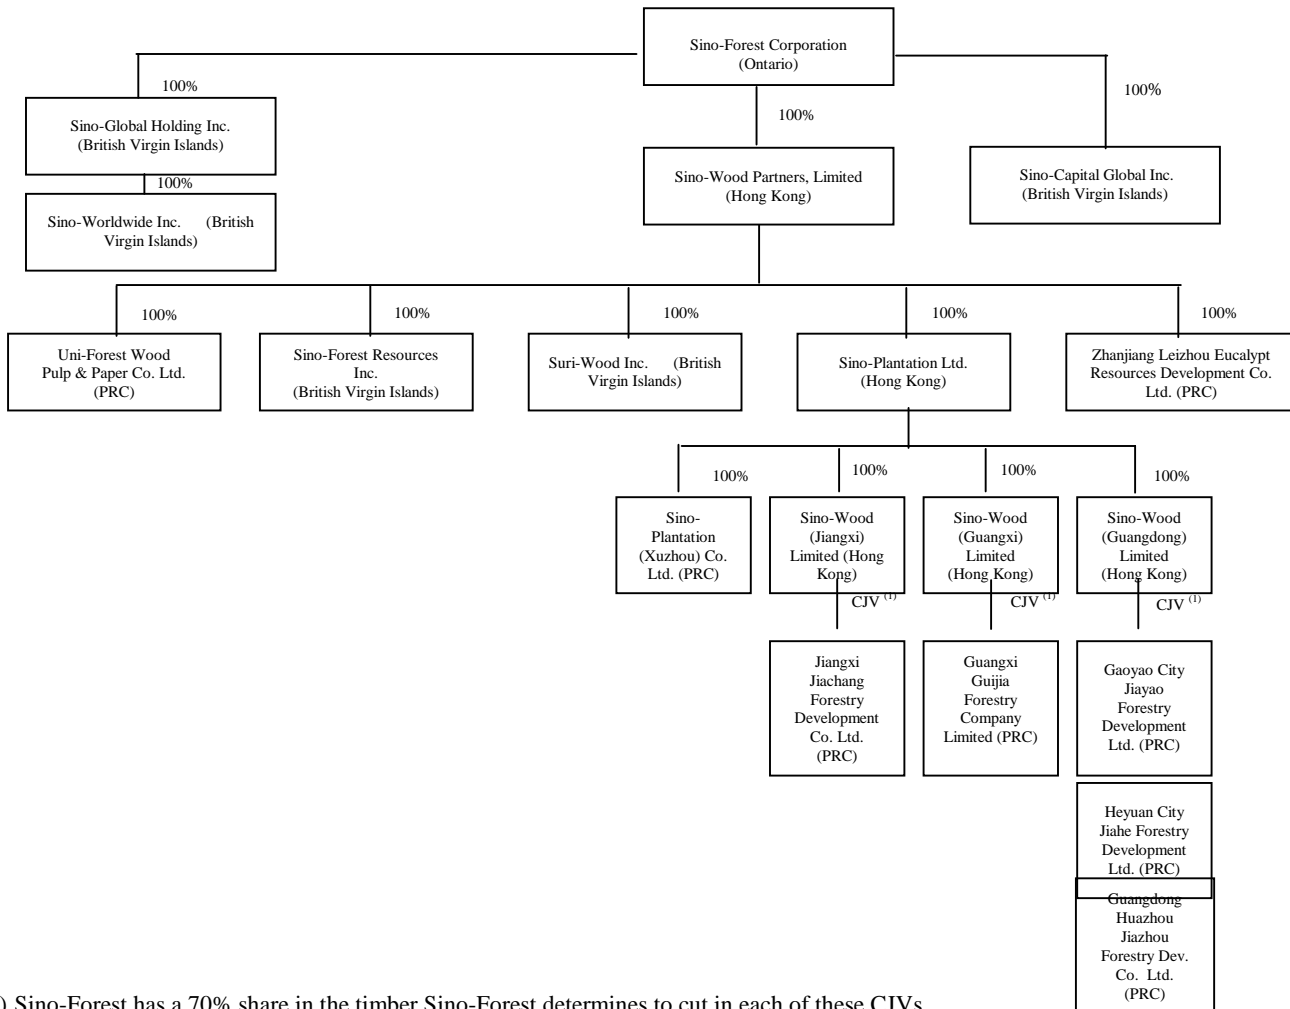 Sino-Forest Corporation
(Ontario)
100%
100%
100%
Sino-Global Holding Inc.
(British Virgin Islands)
Sino-Wood Partners, Limited
(Hong Kong)
Sino-Capital Global Inc.
(British Virgin Islands)
100%
Sino-Worldwide Inc. (British
Virgin Islands)
100%
100%
100%
100%
100%
Uni-Forest Wood
Pulp & Paper Co. Ltd.
(PRC)
Sino-Forest Resources
Inc.
(British Virgin Islands)
Suri-Wood Inc. (British
Virgin Islands)
Sino-Plantation Ltd.
(Hong Kong)
Zhanjiang Leizhou Eucalypt
Resources Development Co.
Ltd. (PRC)
100%
100%
100%
100%
Sino-
Plantation
(Xuzhou) Co.
Ltd. (PRC)
Sino-Wood
(Jiangxi)
Limited (Hong
Kong)
Sino-Wood
(Guangxi)
Limited
(Hong Kong)
Sino-Wood
(Guangdong)
Limited
(Hong Kong)
CJV (1)
CJV (1)
CJV (1)
Jiangxi
Jiachang
Forestry
Development
Co. Ltd.
(PRC)
Guangxi
Guijia
Forestry
Company
Limited (PRC)
Gaoyao City
Jiayao
Forestry
Development
Ltd. (PRC)
Heyuan City
Jiahe Forestry
Development
Ltd. (PRC)
Guangdong
Huazhou
Jiazhou
Forestry Dev.
Co. Ltd.
(PRC)
) Sino-Forest has a 70% share in the timber Sino-Forest determines to cut in each of these CJVs